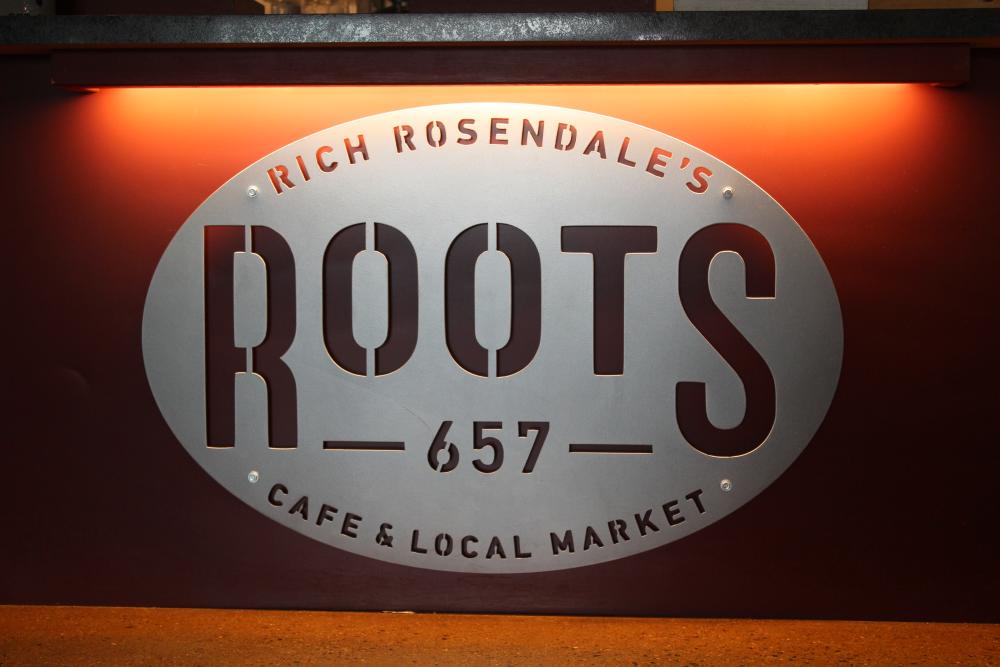 RICH ROSENDALE'S
ROOTS
657
CAFE & LOCAL MARKET